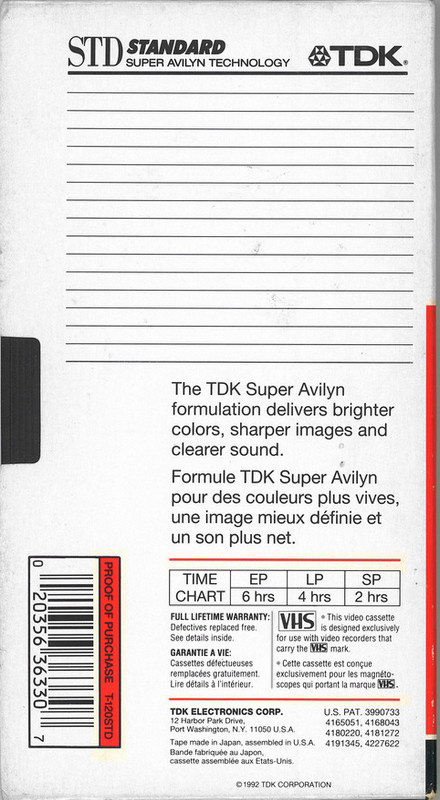 STD STANDARD
SUPER AVILYN TECHNOLOGY
TDK®
The TDK Super Avilyn
formulation delivers brighter
colors, sharper images and
clearer sound.
Formule TDK Super Avilyn
pour des couleurs plus vives,
une image mieux définie et
un son plus net.
TIME EP LP SP
CHART 6 hrs 4 hrs 2 hrs
FULL LIFETIME WARRANTY:
Defectives replaced free.
See details inside.
GARANTIE A VIE:
Cassettes défectueuses
remplacées gratuitement.
Lire détails à l'intérieur.
VHS * This video cassette
is designed exclusively
for use with video recorders that
carry the VHS mark.
* Cette cassette est conçue
exclusivement pour les magnéto-
scopes qui portant la marque VHS.
TDK ELECTRONICS CORP.
12 Harbor Park Drive,
Port Washington, N.Y. 11050 U.S.A.
Tape made in Japan, assembled in U.S.A.
Bande fabriquée au Japon,
cassette assemblée aux Etats-Unis.
U.S. PAT. 3990733
4165051, 4168043
4180220, 4181272
4191345, 4227622
PROOF OF PURCHASE T-120STD
0 20356 36330 7
©1992 TDK CORPORATION